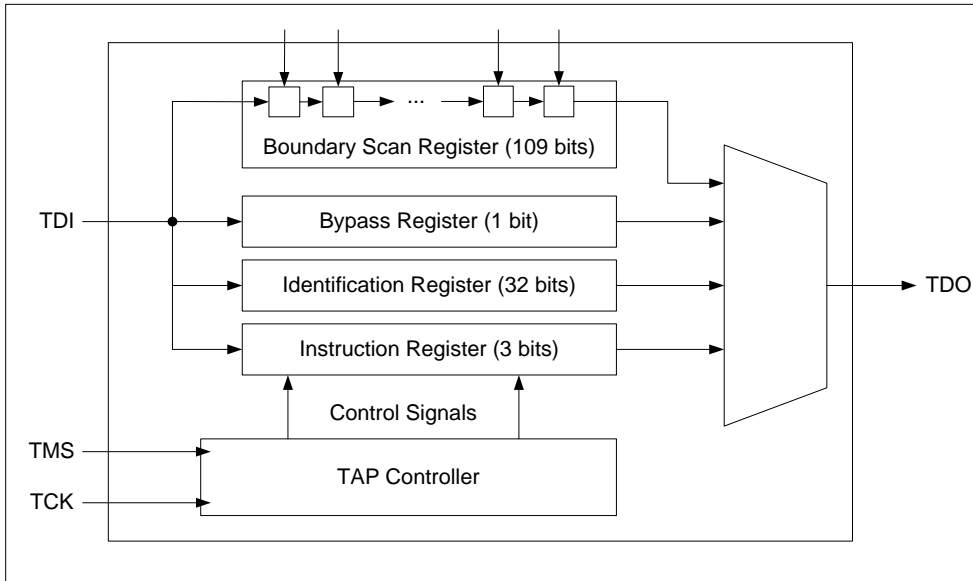 ...
Boundary Scan Register (109 bits)
TDI
Bypass Register (1 bit)
Identification Register (32 bits)
TDO
Instruction Register (3 bits)
Control Signals
TMS
TAP Controller
TCK